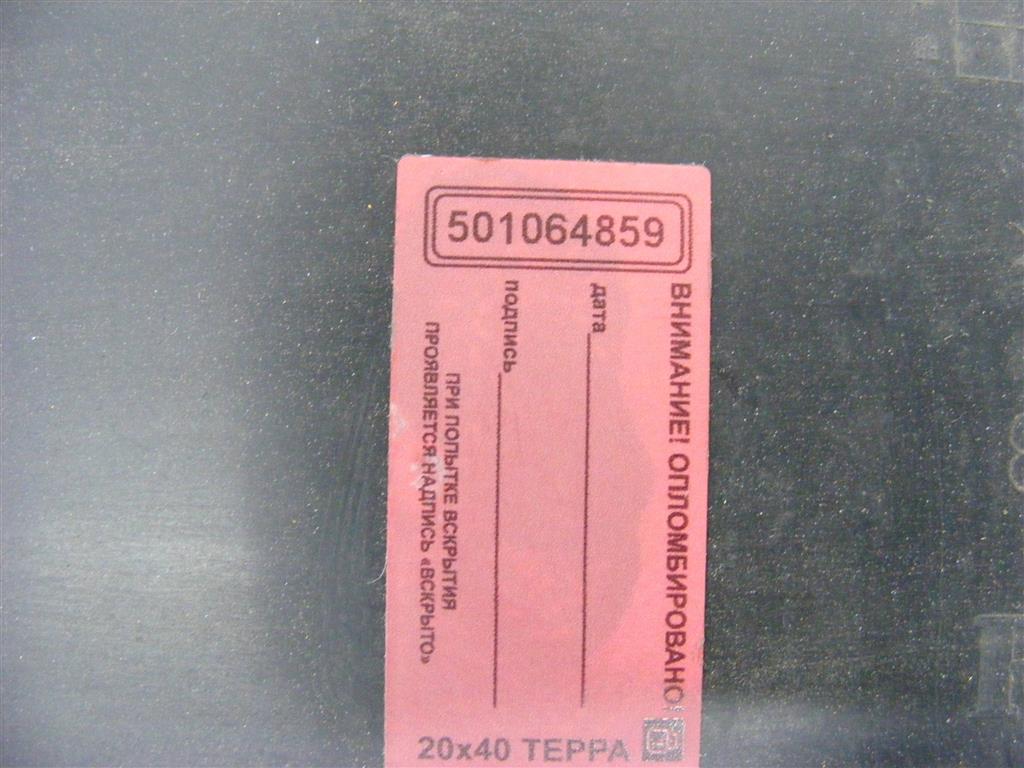 501064859
ВНИМАНИЕ! ОПЛОМБИРОВАНО!
дата
подпись
ПРИ ПОПЫТКЕ ВСКРЫТИЯ
ПРОЯВЛЯЕТСЯ НАДПИСЬ «ВСКРЫТО»
20х40 ТЕРРА